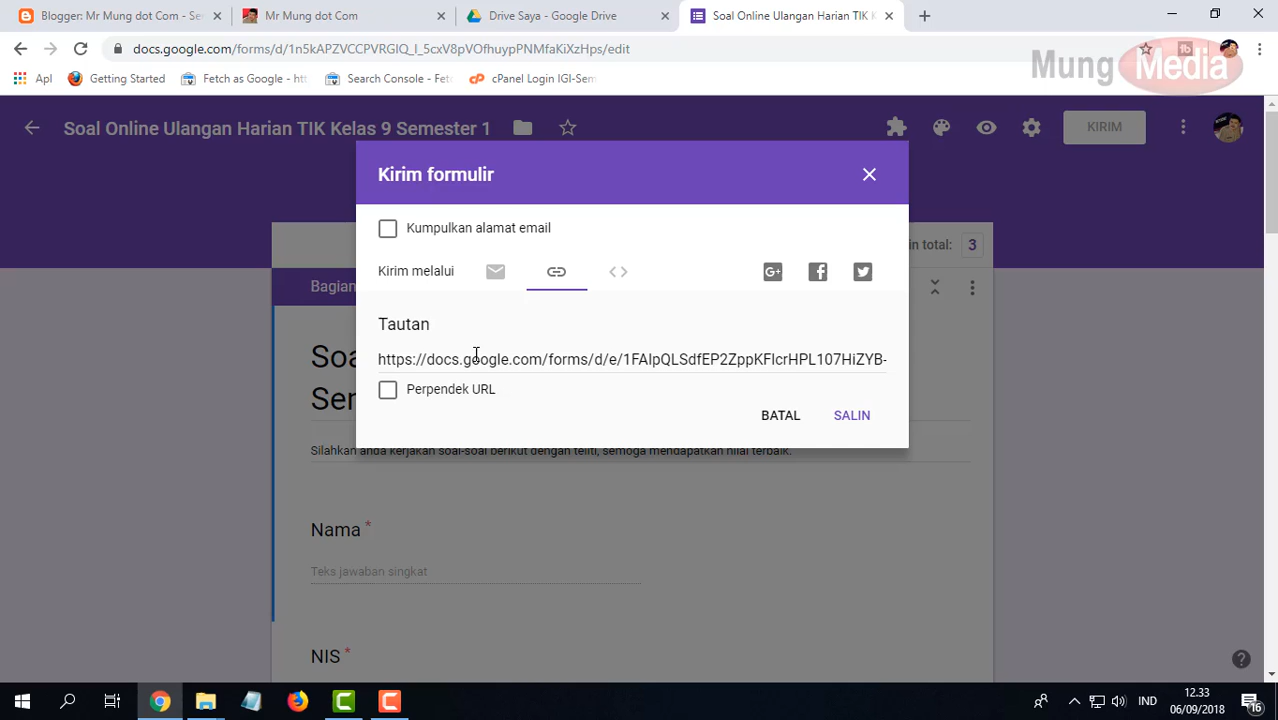 Blogger: Mr Mung dot Com - Se
Mr Mung dot Com
Drive Saya - Google Drive
Soal Online Ulangan Harian TIK K
docs.google.com/forms/d/1n5kAPZVCCPVRGIQ_l_5cxV8pVOfhuypPNMfaKiXzHps/edit
Apl
Getting Started
Fetch as Google - htt
Search Console - Fet
cPanel Login IGI-Sem
Mung Media
Soal Online Ulangan Harian TIK Kelas 9 Semester 1
KIRIM
Kirim formulir
Kumpulkan alamat email
in total: 3
Kirim melalui
Bagian
Tautan
https://docs.google.com/forms/d/e/1FAIpQLSdfEP2ZppKFlcrHPL107HiZYB-
Perpendek URL
BATAL
SALIN
Soa
Sem
Silahkan anda kerjakan soal-soal berikut dengan teliti, semoga mendapatkan nilai terbaik.
Nama *
Teks jawaban singkat
NIS *
IND
12.33
06/09/2018
16